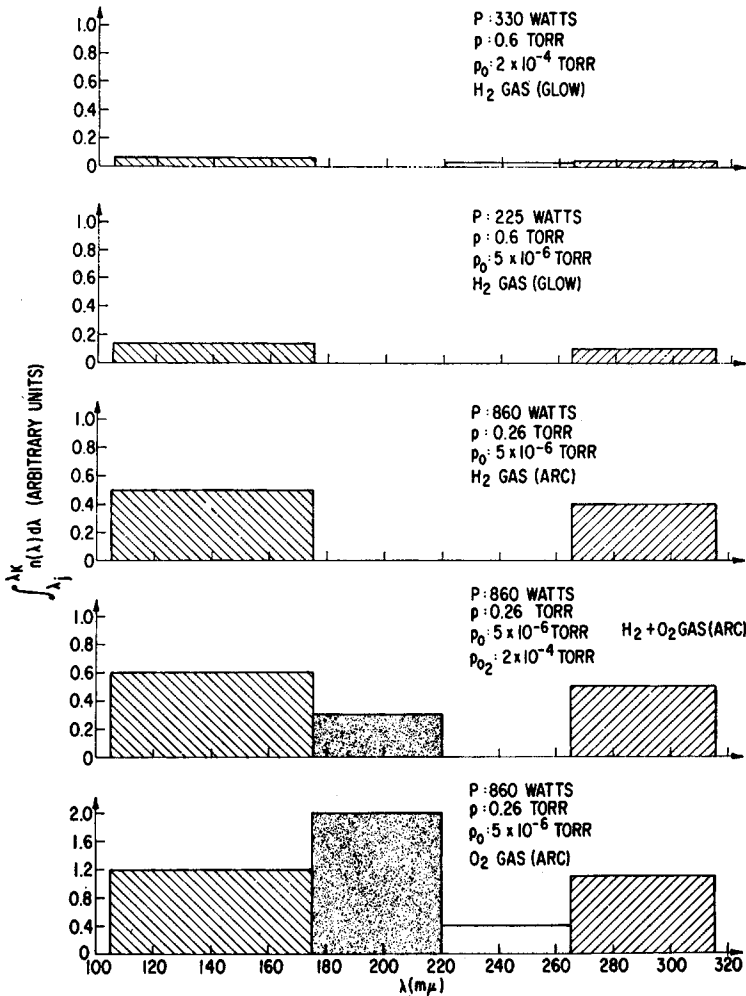 P : 330 WATTS
p : 0.6 TORR
p₀ : 2 x 10⁻⁴ TORR
H₂ GAS (GLOW)
1.0
0.8
0.6
0.4
0.2
0
P : 225 WATTS
p : 0.6 TORR
p₀ : 5 x 10⁻⁶ TORR
H₂ GAS (GLOW)
1.0
0.8
0.6
0.4
0.2
0
P : 860 WATTS
p : 0.26 TORR
p₀ : 5 x 10⁻⁶ TORR
H₂ GAS (ARC)
1.0
0.8
0.6
0.4
0.2
0
∫λj^λK n(λ) dλ (ARBITRARY UNITS)
P : 860 WATTS
p : 0.26 TORR
p₀ : 5 x 10⁻⁶ TORR H₂ + O₂ GAS (ARC)
pO₂ : 2 x 10⁻⁴ TORR
1.0
0.8
0.6
0.4
0.2
0
P : 860 WATTS
p : 0.26 TORR
p₀ : 5 x 10⁻⁶ TORR
O₂ GAS (ARC)
2.0
1.2
0.4
0
100 120 140 160 180 200 220 240 260 280 300 320
λ(mμ)